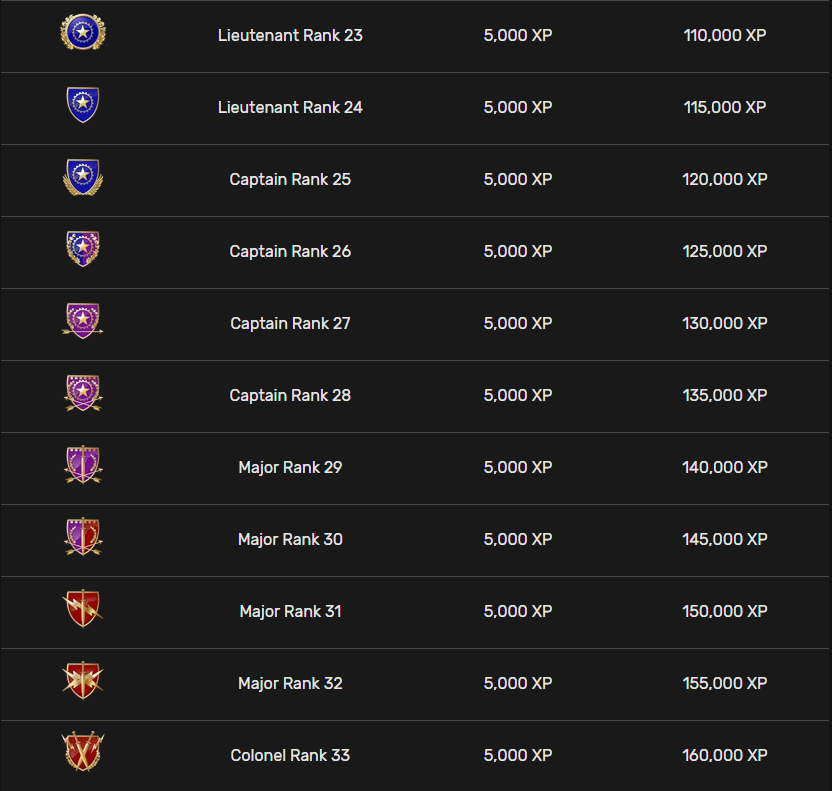 Lieutenant Rank 23 5,000 XP 110,000 XP
Lieutenant Rank 24 5,000 XP 115,000 XP
Captain Rank 25 5,000 XP 120,000 XP
Captain Rank 26 5,000 XP 125,000 XP
Captain Rank 27 5,000 XP 130,000 XP
Captain Rank 28 5,000 XP 135,000 XP
Major Rank 29 5,000 XP 140,000 XP
Major Rank 30 5,000 XP 145,000 XP
Major Rank 31 5,000 XP 150,000 XP
Major Rank 32 5,000 XP 155,000 XP
Colonel Rank 33 5,000 XP 160,000 XP